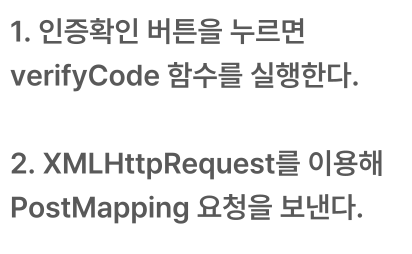 1. 인증확인 버튼을 누르면
verifyCode 함수를 실행한다.
2. XMLHttpRequest를 이용해
PostMapping 요청을 보낸다.